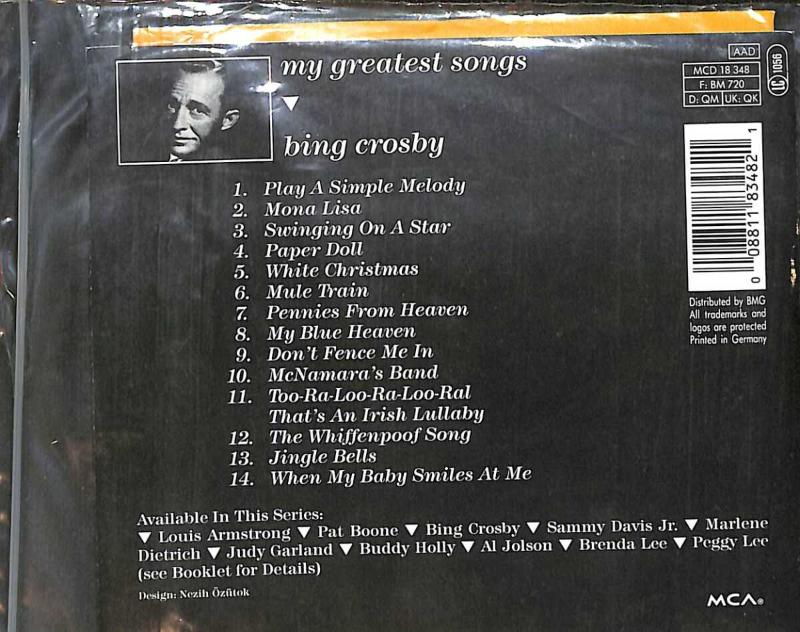 my greatest songs
▼
bing crosby
AAD
MCD 18 348
F: BM 720
D: QM UK: QK
LC 1056
1. Play A Simple Melody
2. Mona Lisa
3. Swinging On A Star
4. Paper Doll
5. White Christmas
6. Mule Train
7. Pennies From Heaven
8. My Blue Heaven
9. Don't Fence Me In
10. McNamara's Band
11. Too-Ra-Loo-Ra-Loo-Ral
That's An Irish Lullaby
12. The Whiffenpoof Song
13. Jingle Bells
14. When My Baby Smiles At Me
0 08811 83482 1
Distributed by BMG
All trademarks and
logos are protected
Printed in Germany
Available In This Series:
▼ Louis Armstrong ▼ Pat Boone ▼ Bing Crosby ▼ Sammy Davis Jr. ▼ Marlene
Dietrich ▼ Judy Garland ▼ Buddy Holly ▼ Al Jolson ▼ Brenda Lee ▼ Peggy Lee
(see Booklet for Details)
Design: Nezih Özütok
MCA®